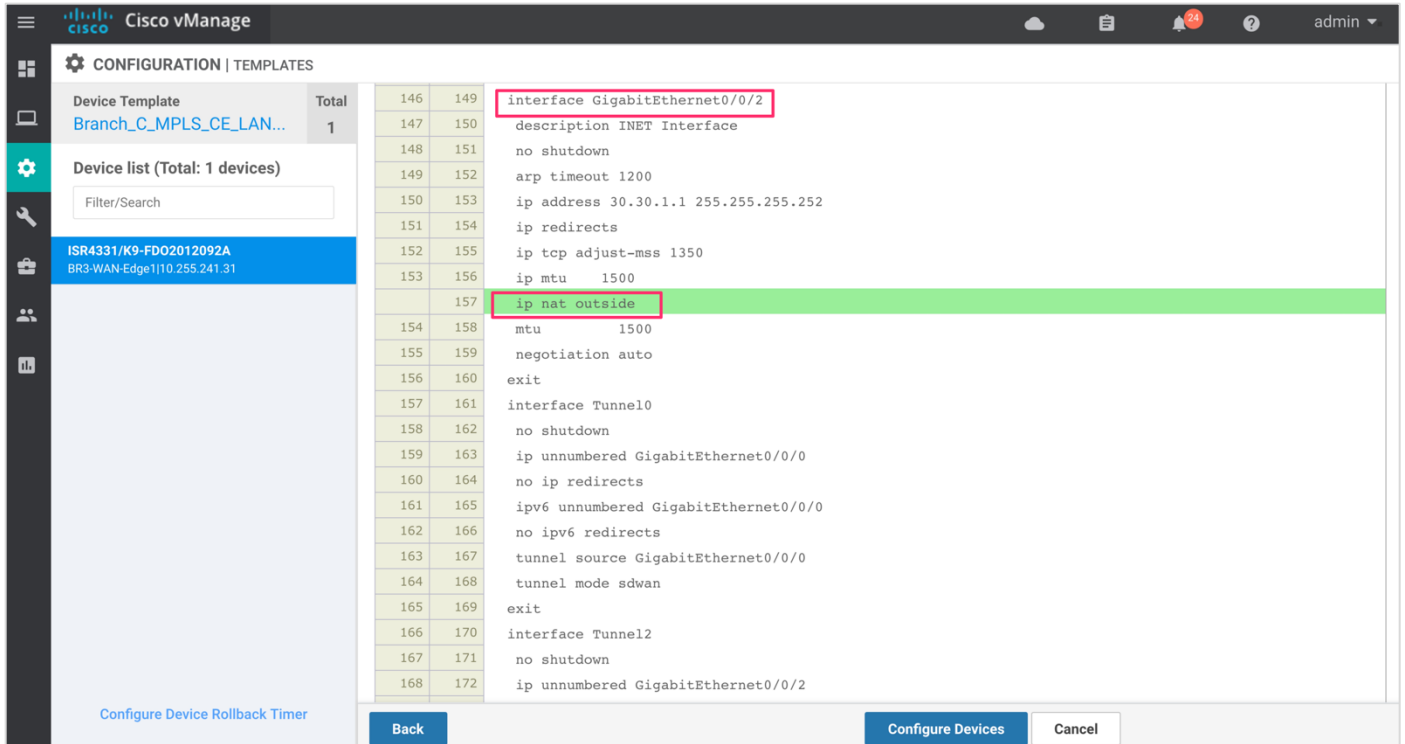 cisco Cisco vManage 24 admin
CONFIGURATION | TEMPLATES
Device Template Total
Branch_C_MPLS_CE_LAN... 1
Device list (Total: 1 devices)
Filter/Search
ISR4331/K9-FDO2012092A
BR3-WAN-Edge1|10.255.241.31
Configure Device Rollback Timer
146 149 interface GigabitEthernet0/0/2
147 150 description INET Interface
148 151 no shutdown
149 152 arp timeout 1200
150 153 ip address 30.30.1.1 255.255.255.252
151 154 ip redirects
152 155 ip tcp adjust-mss 1350
153 156 ip mtu 1500
157 ip nat outside
154 158 mtu 1500
155 159 negotiation auto
156 160 exit
157 161 interface Tunnel0
158 162 no shutdown
159 163 ip unnumbered GigabitEthernet0/0/0
160 164 no ip redirects
161 165 ipv6 unnumbered GigabitEthernet0/0/0
162 166 no ipv6 redirects
163 167 tunnel source GigabitEthernet0/0/0
164 168 tunnel mode sdwan
165 169 exit
166 170 interface Tunnel2
167 171 no shutdown
168 172 ip unnumbered GigabitEthernet0/0/2
Back Configure Devices Cancel